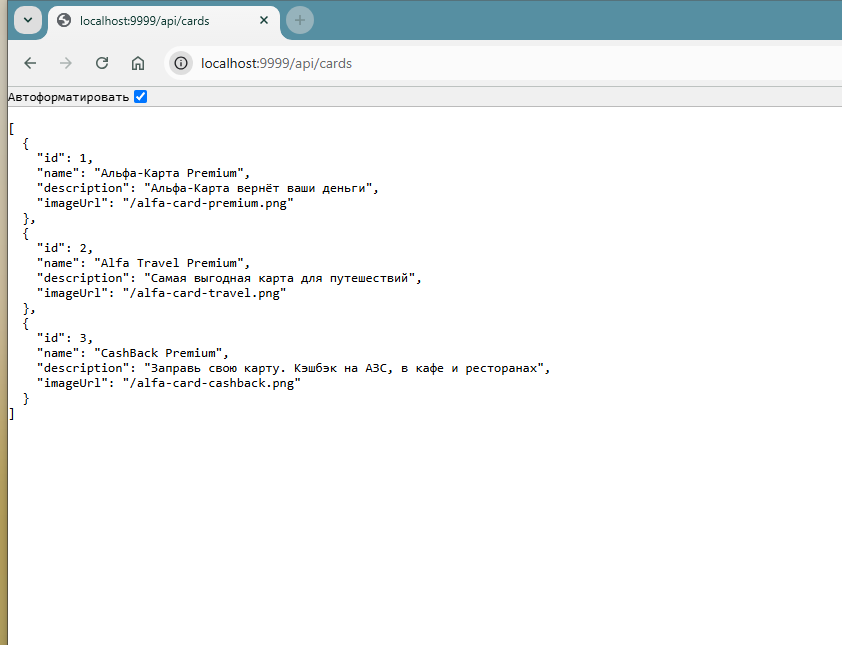 localhost:9999/api/cards
localhost:9999/api/cards
Автоформатировать
[
  {
    "id": 1,
    "name": "Альфа-Карта Premium",
    "description": "Альфа-Карта вернёт ваши деньги",
    "imageUrl": "/alfa-card-premium.png"
  },
  {
    "id": 2,
    "name": "Alfa Travel Premium",
    "description": "Самая выгодная карта для путешествий",
    "imageUrl": "/alfa-card-travel.png"
  },
  {
    "id": 3,
    "name": "CashBack Premium",
    "description": "Заправь свою карту. Кэшбэк на АЗС, в кафе и ресторанах",
    "imageUrl": "/alfa-card-cashback.png"
  }
]